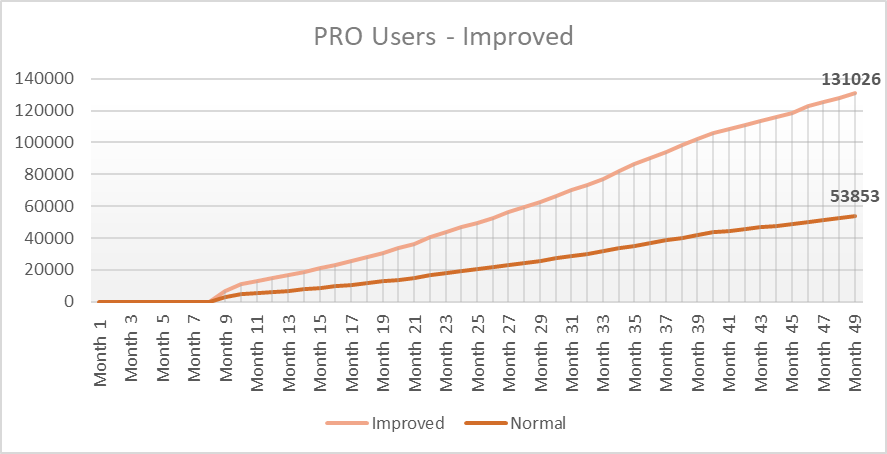 PRO Users - Improved
140000
120000
100000
80000
60000
40000
20000
0
131026
53853
Month 1
Month 3
Month 5
Month 7
Month 9
Month 11
Month 13
Month 15
Month 17
Month 19
Month 21
Month 23
Month 25
Month 27
Month 29
Month 31
Month 33
Month 35
Month 37
Month 39
Month 41
Month 43
Month 45
Month 47
Month 49
Improved
Normal